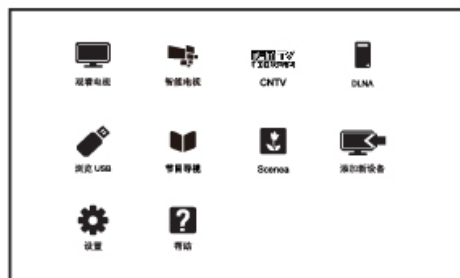 观看电视
智能电视
CNTV
DLNA
浏览 USB
节目导视
Scenea
添加新设备
设置
帮助